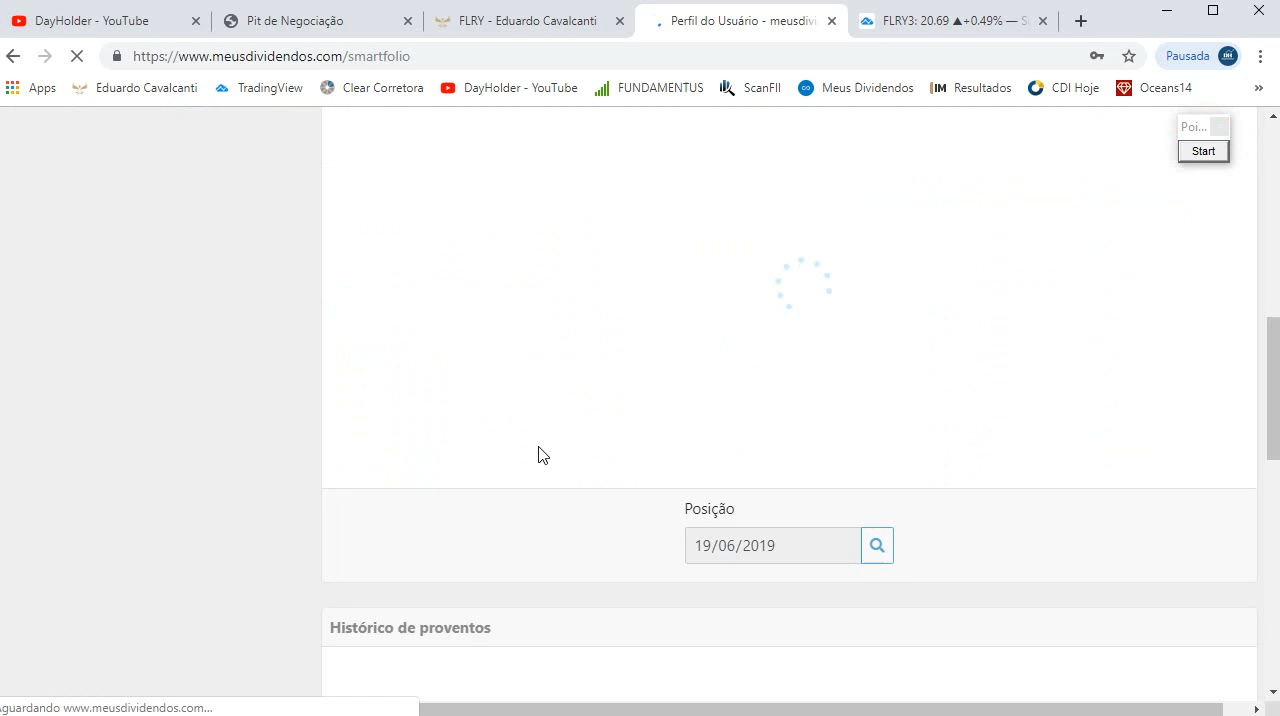 DayHolder - YouTube
Pit de Negociação
FLRY - Eduardo Cavalcanti
Perfil do Usuário - meusdivi
FLRY3: 20.69 ▲+0.49% — S
https://www.meusdividendos.com/smartfolio
Pausada
Apps
Eduardo Cavalcanti
TradingView
Clear Corretora
DayHolder - YouTube
FUNDAMENTUS
ScanFII
Meus Dividendos
IM Resultados
CDI Hoje
Oceans14
»
Poi...
Start
Posição
19/06/2019
Histórico de proventos
Aguardando www.meusdividendos.com...